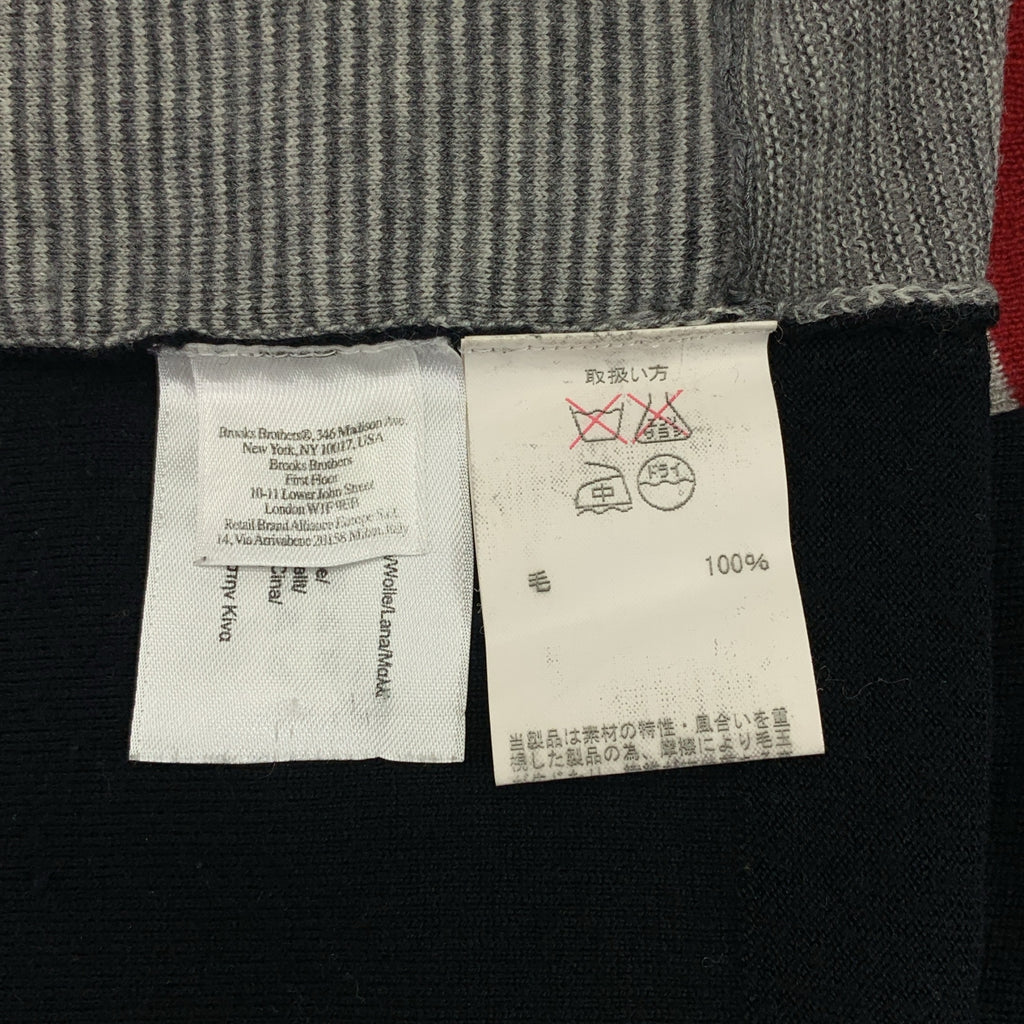 Brooks Brothers®, 346 Madison Ave.
New York, NY 10017, USA
Brooks Brothers
First Floor
10-11 Lower John Street
London W1F 9EB
Retail Brand Alliance Europe S.r.l.
14, Via Arrivabene 20158 Milan, Italy
Cina/
Wolle/Lana/Μαλλί
取扱い方
中
ドライ
毛 100%
当製品は素材の特性・風合いを重
視した製品の為、摩擦により毛玉